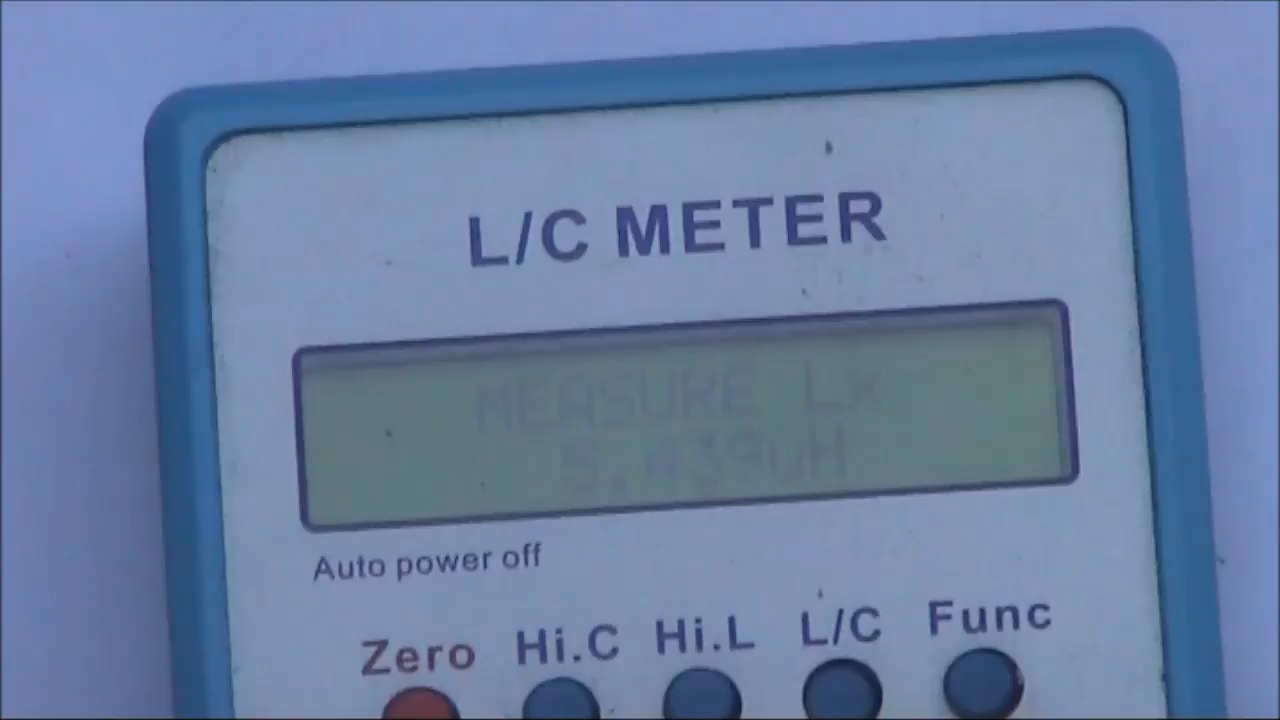 L/C METER
MEASURE Lx
5.439uH
Auto power off
Zero Hi.C Hi.L L/C Func